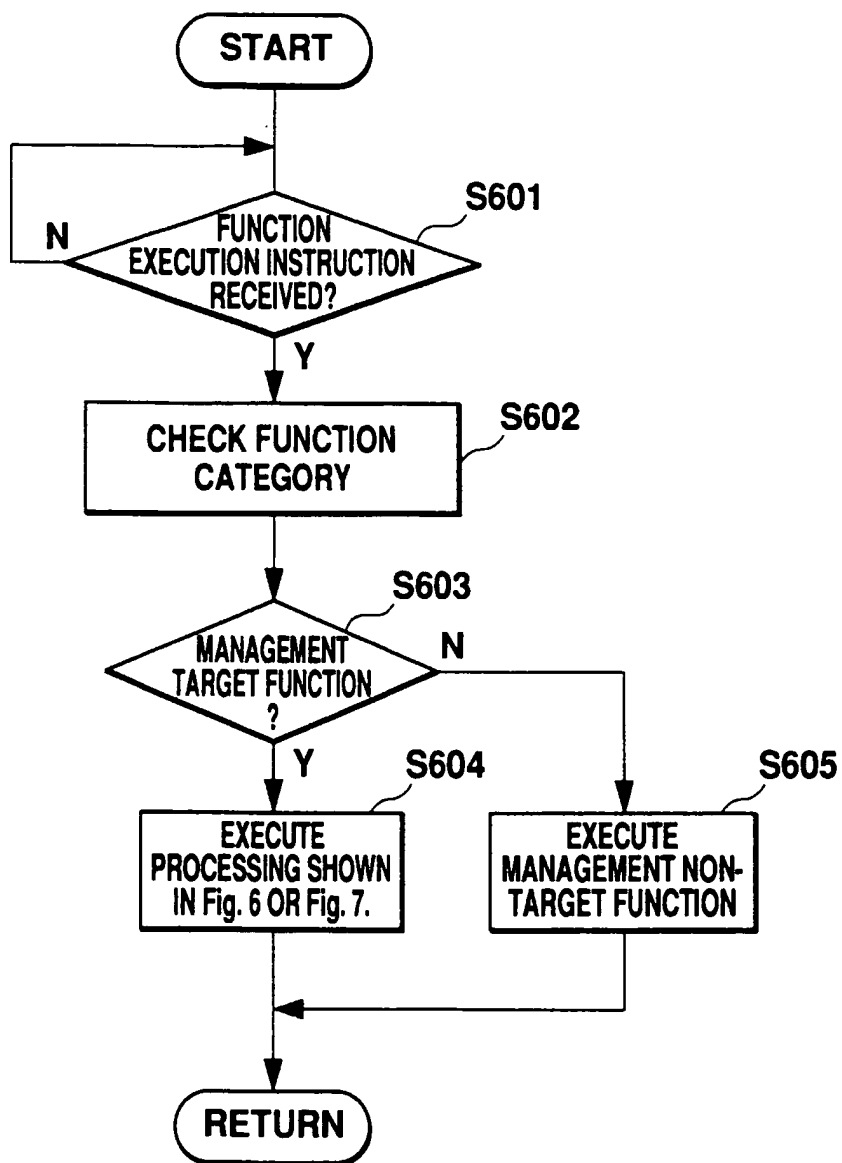 START
S601
N
FUNCTION
EXECUTION INSTRUCTION
RECEIVED?
Y
S602
CHECK FUNCTION
CATEGORY
S603
MANAGEMENT
TARGET FUNCTION
?
N
Y
S604
EXECUTE
PROCESSING SHOWN
IN Fig. 6 OR Fig. 7.
S605
EXECUTE
MANAGEMENT NON-
TARGET FUNCTION
RETURN